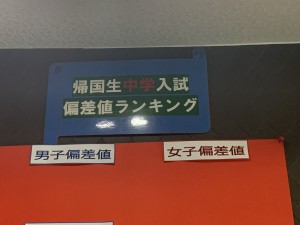 帰国生中学入試
偏差値ランキング
男子偏差値
女子偏差値